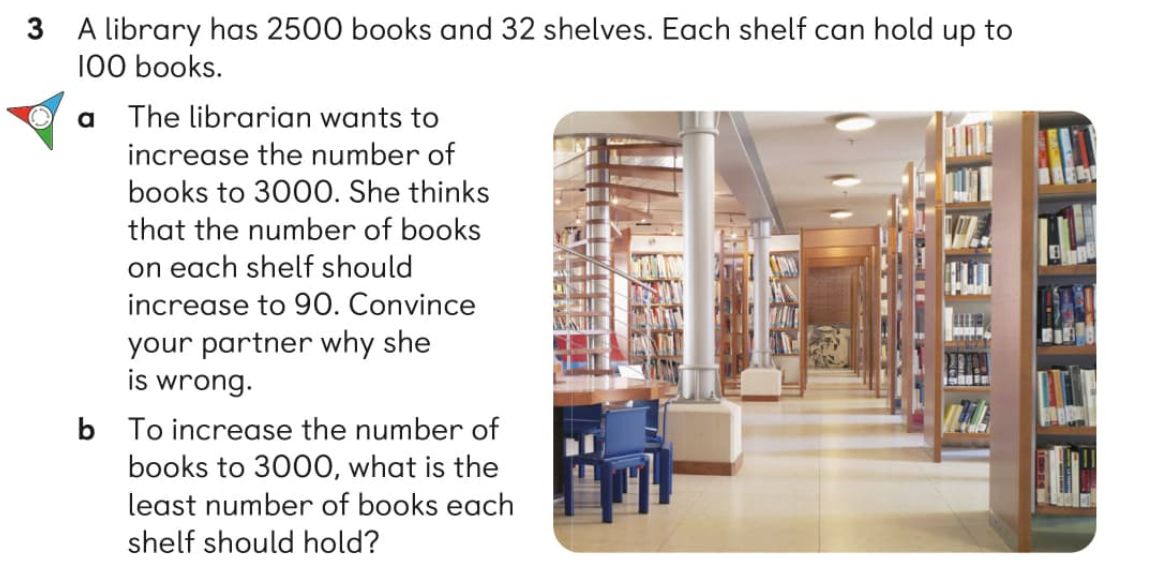 3 A library has 2500 books and 32 shelves. Each shelf can hold up to
100 books.
a The librarian wants to
increase the number of
books to 3000. She thinks
that the number of books
on each shelf should
increase to 90. Convince
your partner why she
is wrong.
b To increase the number of
books to 3000, what is the
least number of books each
shelf should hold?